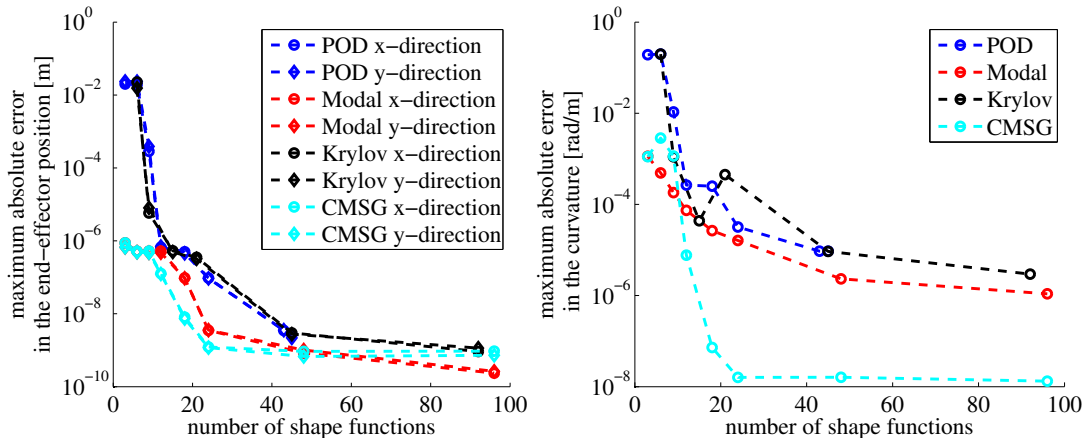 maximum absolute error
in the end−effector position [m]
10^0
10^−2
10^−4
10^−6
10^−8
10^−10
0
20
40
60
80
100
number of shape functions
POD x−direction
POD y−direction
Modal x−direction
Modal y−direction
Krylov x−direction
Krylov y−direction
CMSG x−direction
CMSG y−direction
maximum absolute error
in the curvature [rad/m]
10^0
10^−2
10^−4
10^−6
10^−8
0
20
40
60
80
100
number of shape functions
POD
Modal
Krylov
CMSG